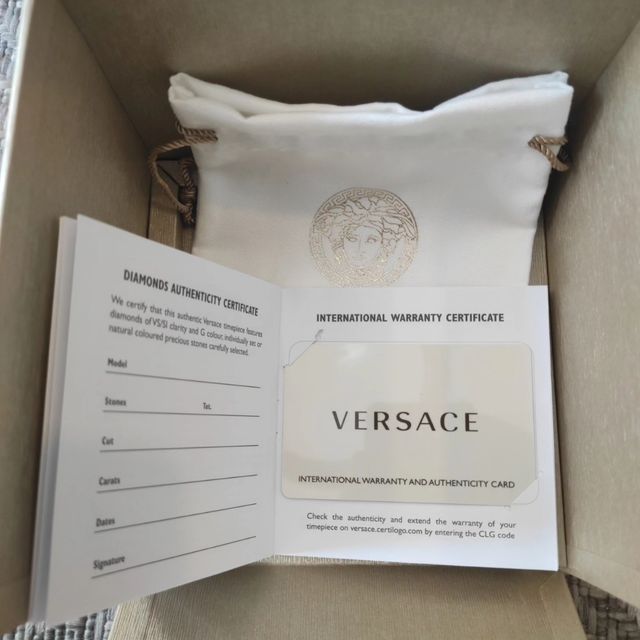 DIAMONDS AUTHENTICITY CERTIFICATE
We certify that this authentic Versace timepiece features
diamonds of VS/SI clarity and G colour, individually set or
natural coloured precious stones carefully selected.
Model
Stones Tot.
Cut
Carats
Dates
Signature
INTERNATIONAL WARRANTY CERTIFICATE
VERSACE
INTERNATIONAL WARRANTY AND AUTHENTICITY CARD
Check the authenticity and extend the warranty of your
timepiece on versace.certilogo.com by entering the CLG code